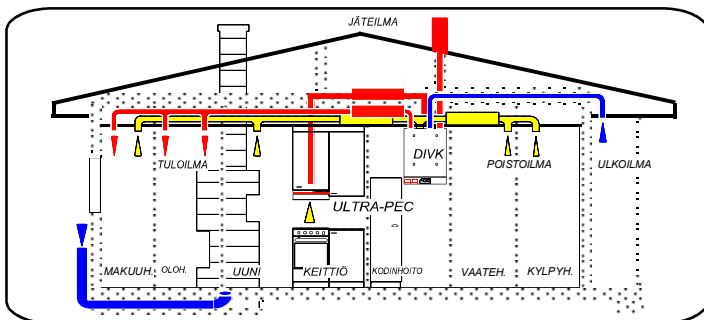 JÄTEILMA
DIVK
TULOILMA
POISTOILMA
ULKOILMA
ULTRA-PEC
MAKUUH.
OLOH.
UUNI
KEITTIÖ
KODINHOITO
VAATEH.
KYLPYH.